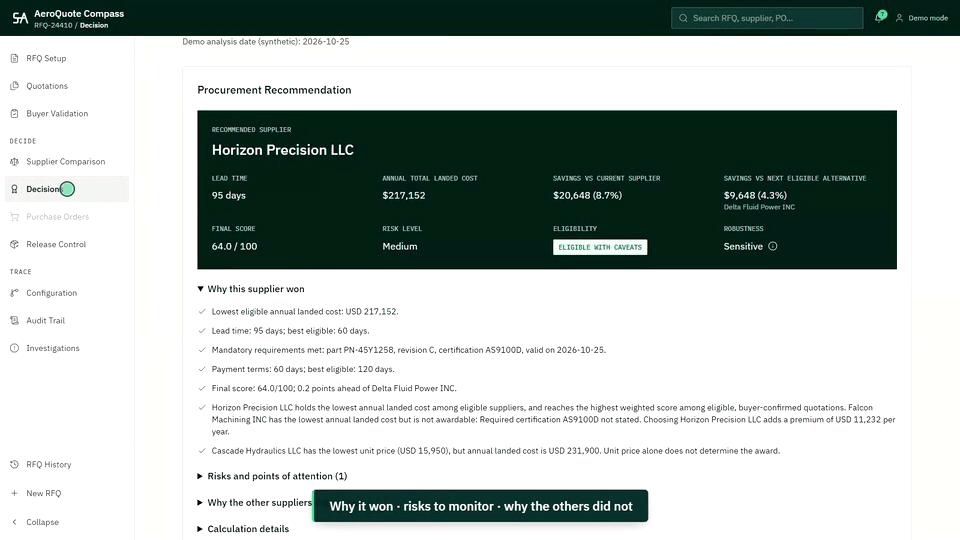 AeroQuote Compass
RFQ-24410 / Decision
Search RFQ, supplier, PO...
7
Demo mode
Demo analysis date (synthetic): 2026-10-25
RFQ Setup
Quotations
Buyer Validation
DECIDE
Supplier Comparison
Decision
Purchase Orders
Release Control
TRACE
Configuration
Audit Trail
Investigations
RFQ History
New RFQ
Collapse
Procurement Recommendation
RECOMMENDED SUPPLIER
Horizon Precision LLC
LEAD TIME
ANNUAL TOTAL LANDED COST
SAVINGS VS CURRENT SUPPLIER
SAVINGS VS NEXT ELIGIBLE ALTERNATIVE
95 days
$217,152
$20,648 (8.7%)
$9,648 (4.3%)
Delta Fluid Power INC
FINAL SCORE
RISK LEVEL
ELIGIBILITY
ROBUSTNESS
64.0 / 100
Medium
ELIGIBLE WITH CAVEATS
Sensitive
Why this supplier won
Lowest eligible annual landed cost: USD 217,152.
Lead time: 95 days; best eligible: 60 days.
Mandatory requirements met: part PN-45Y1258, revision C, certification AS9100D, valid on 2026-10-25.
Payment terms: 60 days; best eligible: 120 days.
Final score: 64.0/100; 0.2 points ahead of Delta Fluid Power INC.
Horizon Precision LLC holds the lowest annual landed cost among eligible suppliers, and reaches the highest weighted score among eligible, buyer-confirmed quotations. Falcon
Machining INC has the lowest annual landed cost but is not awardable: Required certification AS9100D not stated. Choosing Horizon Precision LLC adds a premium of USD 11,232 per
year.
Cascade Hydraulics LLC has the lowest unit price (USD 15,950), but annual landed cost is USD 231,900. Unit price alone does not determine the award.
Risks and points of attention (1)
Why the other suppliers
Why it won · risks to monitor · why the others did not
Calculation details